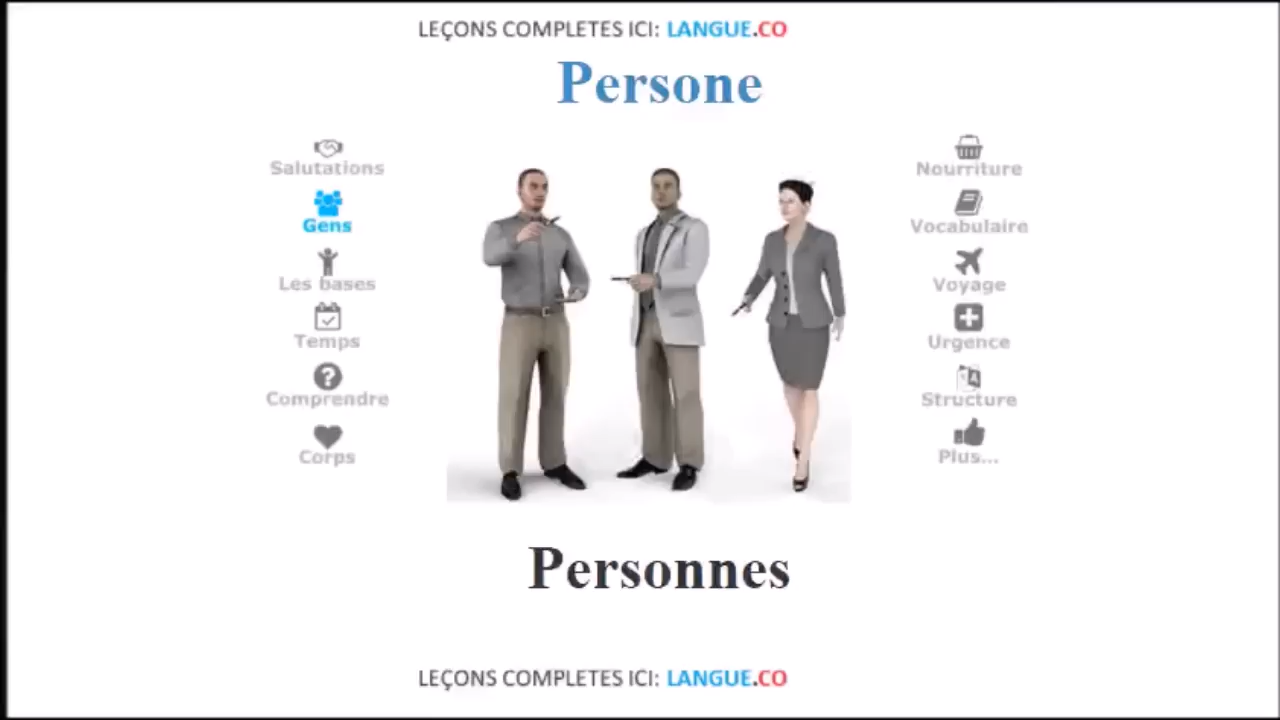 LEÇONS COMPLETES ICI: LANGUE.CO
Persone
Salutations
Gens
Les bases
Temps
Comprendre
Corps
Nourriture
Vocabulaire
Voyage
Urgence
Structure
Plus...
Personnes
LEÇONS COMPLETES ICI: LANGUE.CO